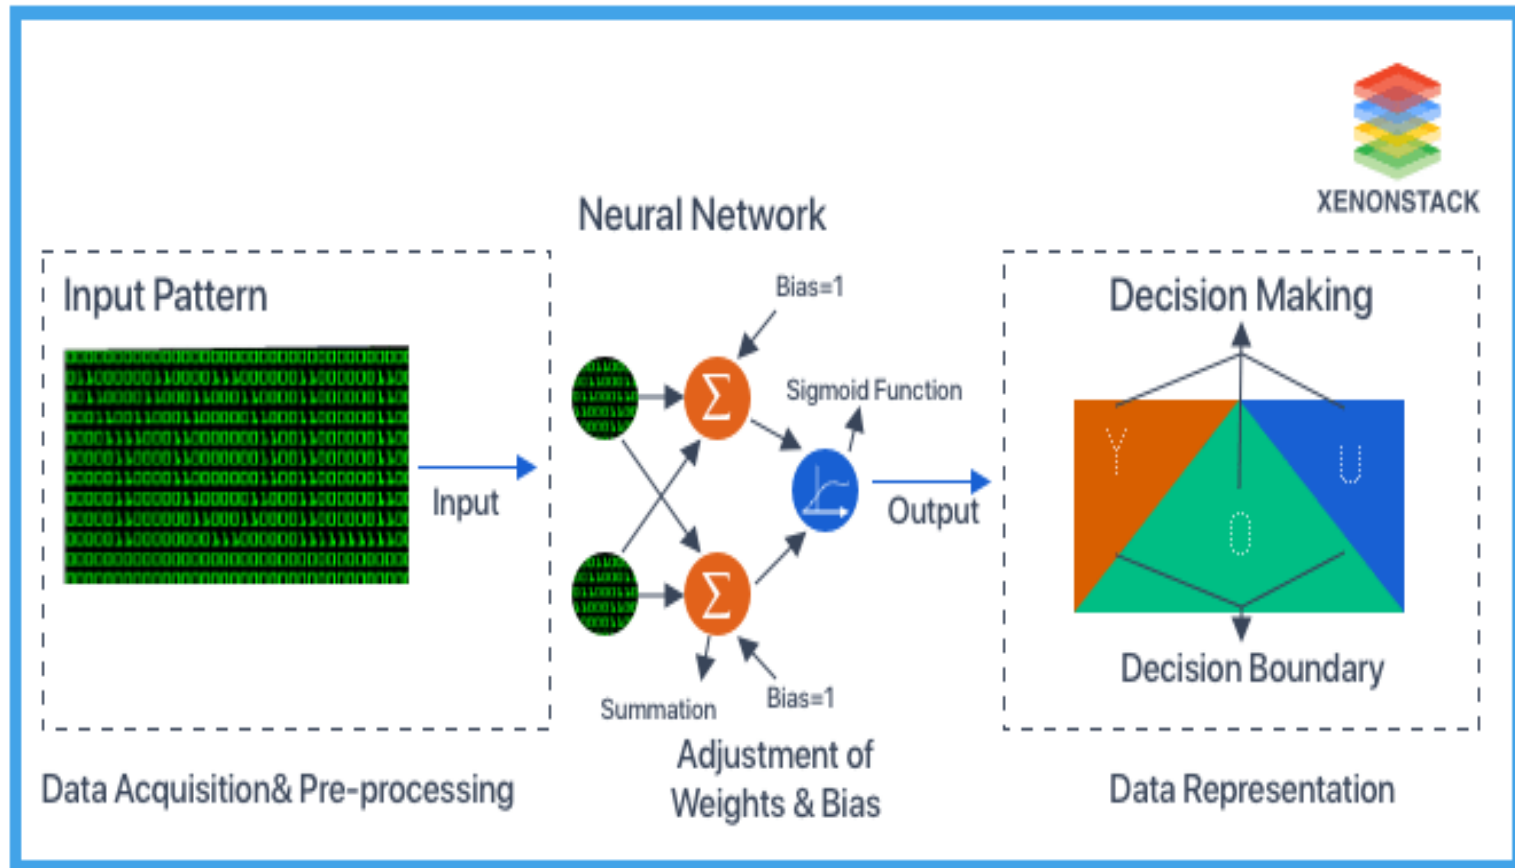 XENONSTACK
Neural Network
Input Pattern
Bias=1
Decision Making
Sigmoid Function
Y
U
Input
Output
O
Decision Boundary
Summation
Bias=1
Adjustment of
Weights & Bias
Data Acquisition& Pre-processing
Data Representation